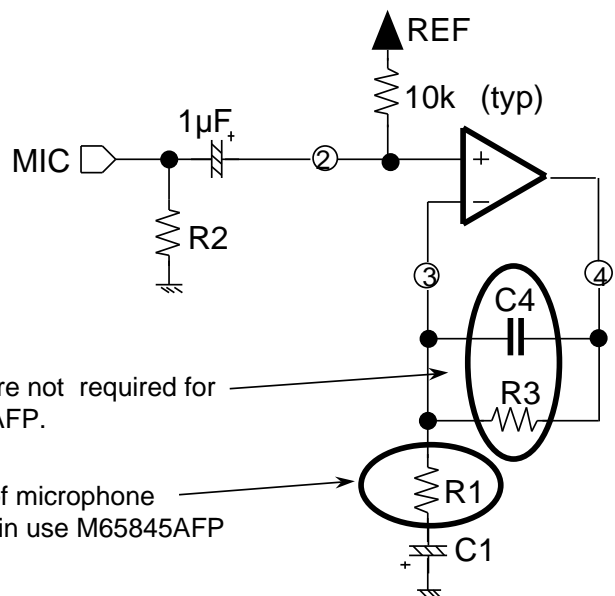 REF
10k (typ)
1µF
+
MIC
2
+
−
R2
3
4
C4
re not required for
AFP.
R3
f microphone
in use M65845AFP
R1
+
C1